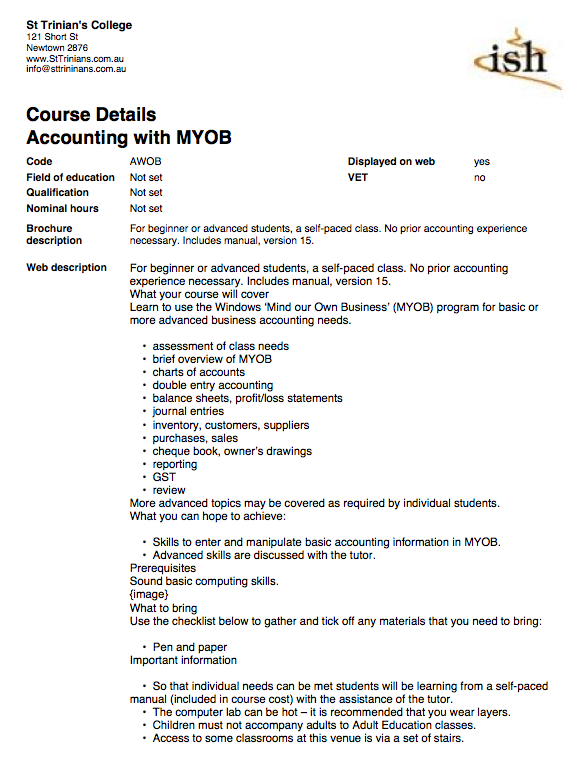 St Trinian's College
121 Short St
Newtown 2876
www.StTrinians.com.au
info@sttrininans.com.au
ish
Course Details
Accounting with MYOB
Code AWOB Displayed on web yes
Field of education Not set VET no
Qualification Not set
Nominal hours Not set
Brochure description
For beginner or advanced students, a self-paced class. No prior accounting experience
necessary. Includes manual, version 15.
Web description
For beginner or advanced students, a self-paced class. No prior accounting
experience necessary. Includes manual, version 15.
What your course will cover
Learn to use the Windows ‘Mind our Own Business’ (MYOB) program for basic or
more advanced business accounting needs.
• assessment of class needs
• brief overview of MYOB
• charts of accounts
• double entry accounting
• balance sheets, profit/loss statements
• journal entries
• inventory, customers, suppliers
• purchases, sales
• cheque book, owner’s drawings
• reporting
• GST
• review
More advanced topics may be covered as required by individual students.
What you can hope to achieve:
• Skills to enter and manipulate basic accounting information in MYOB.
• Advanced skills are discussed with the tutor.
Prerequisites
Sound basic computing skills.
{image}
What to bring
Use the checklist below to gather and tick off any materials that you need to bring:
• Pen and paper
Important information
• So that individual needs can be met students will be learning from a self-paced
manual (included in course cost) with the assistance of the tutor.
• The computer lab can be hot – it is recommended that you wear layers.
• Children must not accompany adults to Adult Education classes.
• Access to some classrooms at this venue is via a set of stairs.